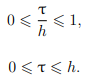 0 ⩽ τ/h ⩽ 1,
0 ⩽ τ ⩽ h.